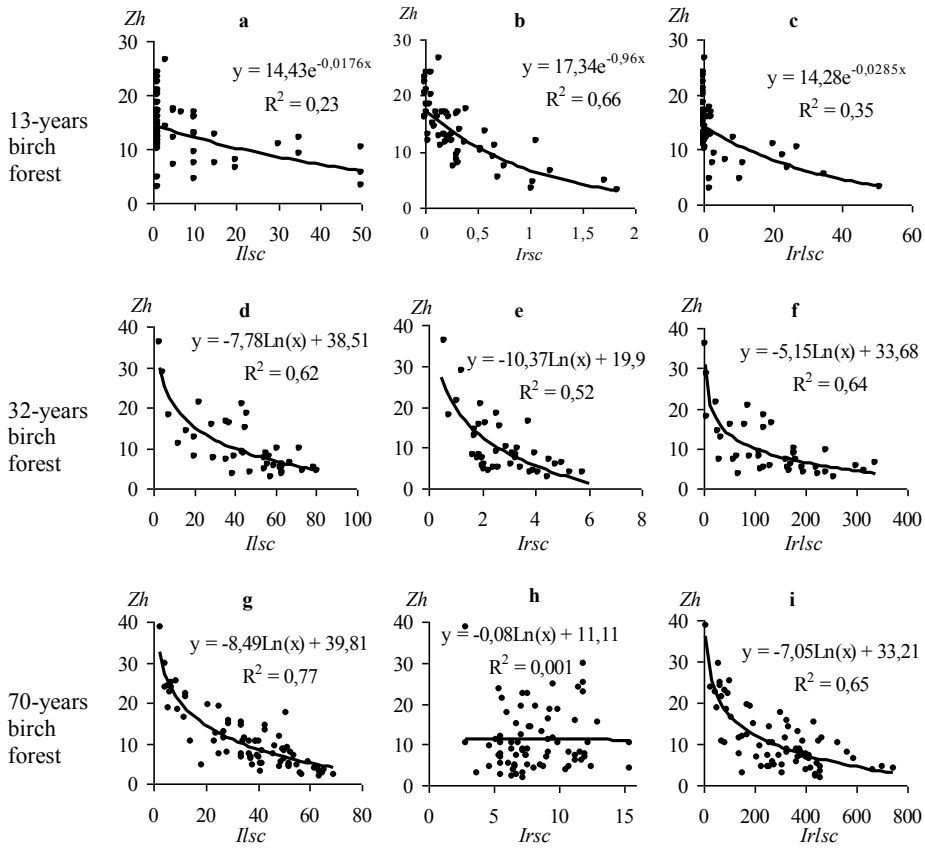 13-years
birch
forest
a
Zh
y = 14,43e^-0,0176x
R² = 0,23
30
20
10
0
0 10 20 30 40 50
Ilsc
b
Zh
y = 17,34e^-0,96x
R² = 0,66
30
20
10
0
0 0,5 1 1,5 2
Irsc
c
Zh
y = 14,28e^-0,0285x
R² = 0,35
30
20
10
0
0 20 40 60
Irlsc
32-years
birch
forest
d
Zh
y = -7,78Ln(x) + 38,51
R² = 0,62
40
30
20
10
0
0 20 40 60 80 100
Ilsc
e
Zh
y = -10,37Ln(x) + 19,9
R² = 0,52
40
30
20
10
0
2 4 6 8
Irsc
f
Zh
y = -5,15Ln(x) + 33,68
R² = 0,64
40
30
20
10
0
0 100 200 300 400
Irlsc
70-years
birch
forest
g
Zh
y = -8,49Ln(x) + 39,81
R² = 0,77
40
30
20
10
0
0 20 40 60 80
Ilsc
h
Zh
y = -0,08Ln(x) + 11,11
R² = 0,001
40
30
20
10
0
0 5 10 15
Irsc
i
Zh
y = -7,05Ln(x) + 33,21
R² = 0,65
40
30
20
10
0
0 200 400 600 800
Irlsc